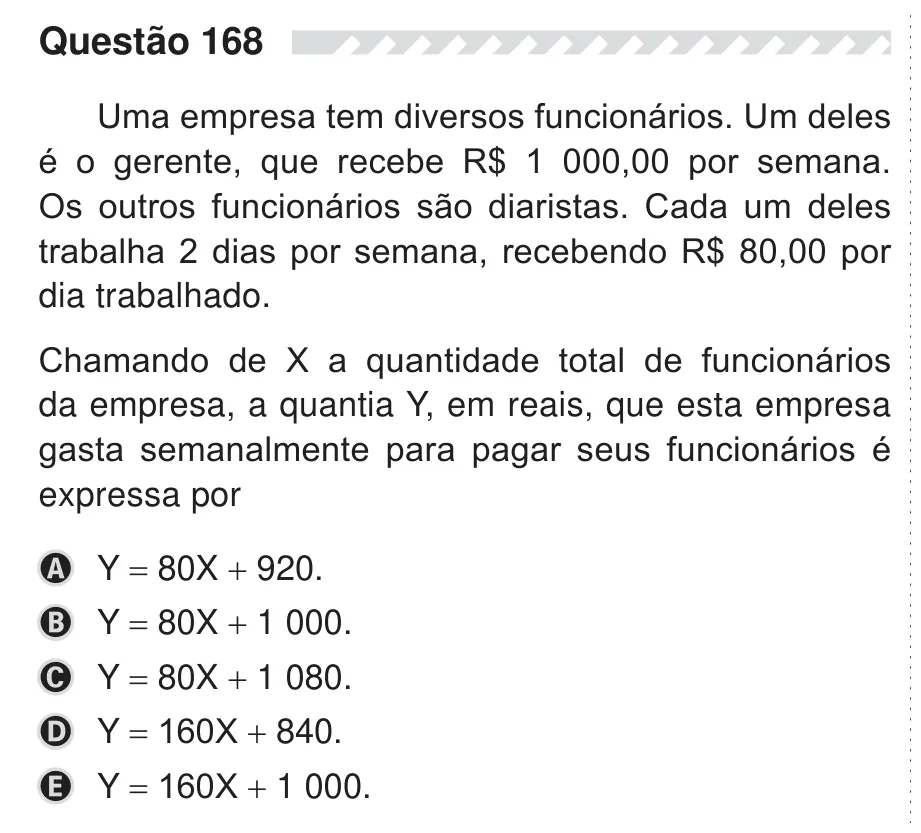 Questão 168
Uma empresa tem diversos funcionários. Um deles
é o gerente, que recebe R$ 1 000,00 por semana.
Os outros funcionários são diaristas. Cada um deles
trabalha 2 dias por semana, recebendo R$ 80,00 por
dia trabalhado.
Chamando de X a quantidade total de funcionários
da empresa, a quantia Y, em reais, que esta empresa
gasta semanalmente para pagar seus funcionários é
expressa por
A Y = 80X + 920.
B Y = 80X + 1 000.
C Y = 80X + 1 080.
D Y = 160X + 840.
E Y = 160X + 1 000.